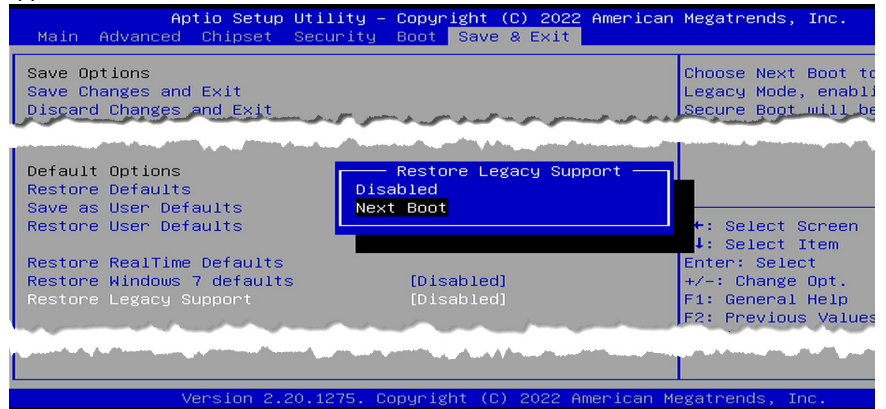 Aptio Setup Utility – Copyright (C) 2022 American Megatrends, Inc.
Main Advanced Chipset Security Boot Save & Exit
Save Options
Save Changes and Exit
Discard Changes and Exit
Choose Next Boot to
Legacy Mode, enabli
Secure Boot will be
Default Options
Restore Defaults
Save as User Defaults
Restore User Defaults
Restore RealTime Defaults
Restore Windows 7 defaults [Disabled]
Restore Legacy Support [Disabled]
Restore Legacy Support
Disabled
Next Boot
: Select Screen
: Select Item
Enter: Select
+/-: Change Opt.
F1: General Help
F2: Previous Values
Version 2.20.1275. Copyright (C) 2022 American Megatrends, Inc.